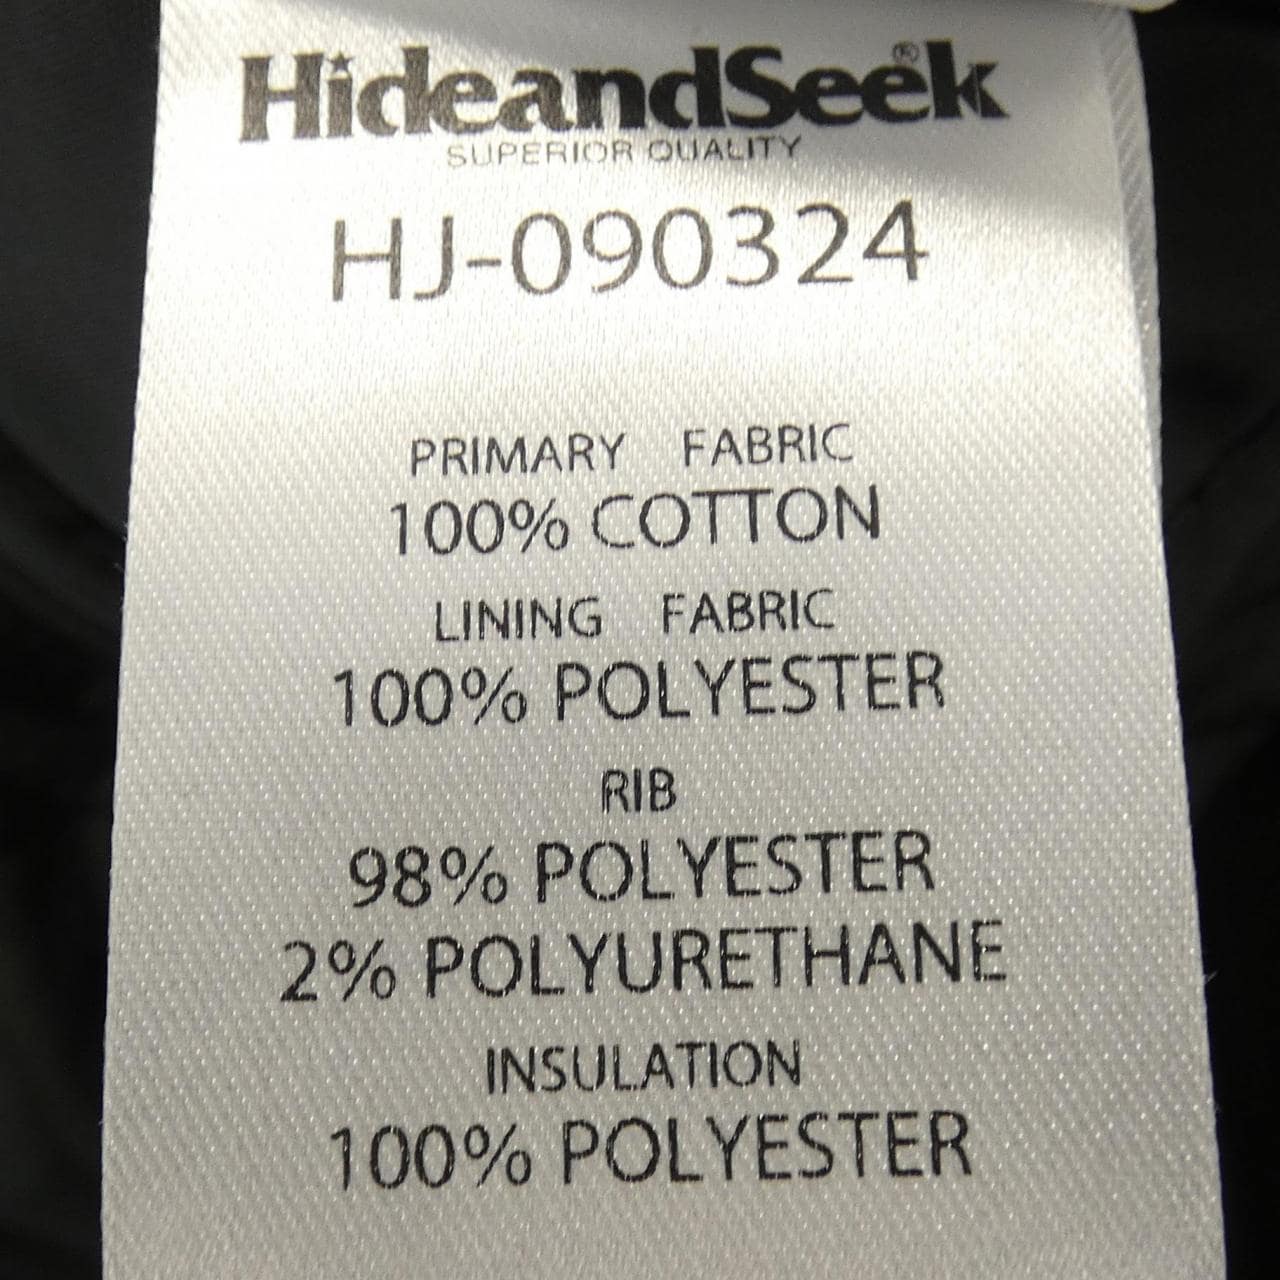 HideandSeek®
SUPERIOR QUALITY
HJ-090324
PRIMARY FABRIC
100% COTTON
LINING FABRIC
100% POLYESTER
RIB
98% POLYESTER
2% POLYURETHANE
INSULATION
100% POLYESTER